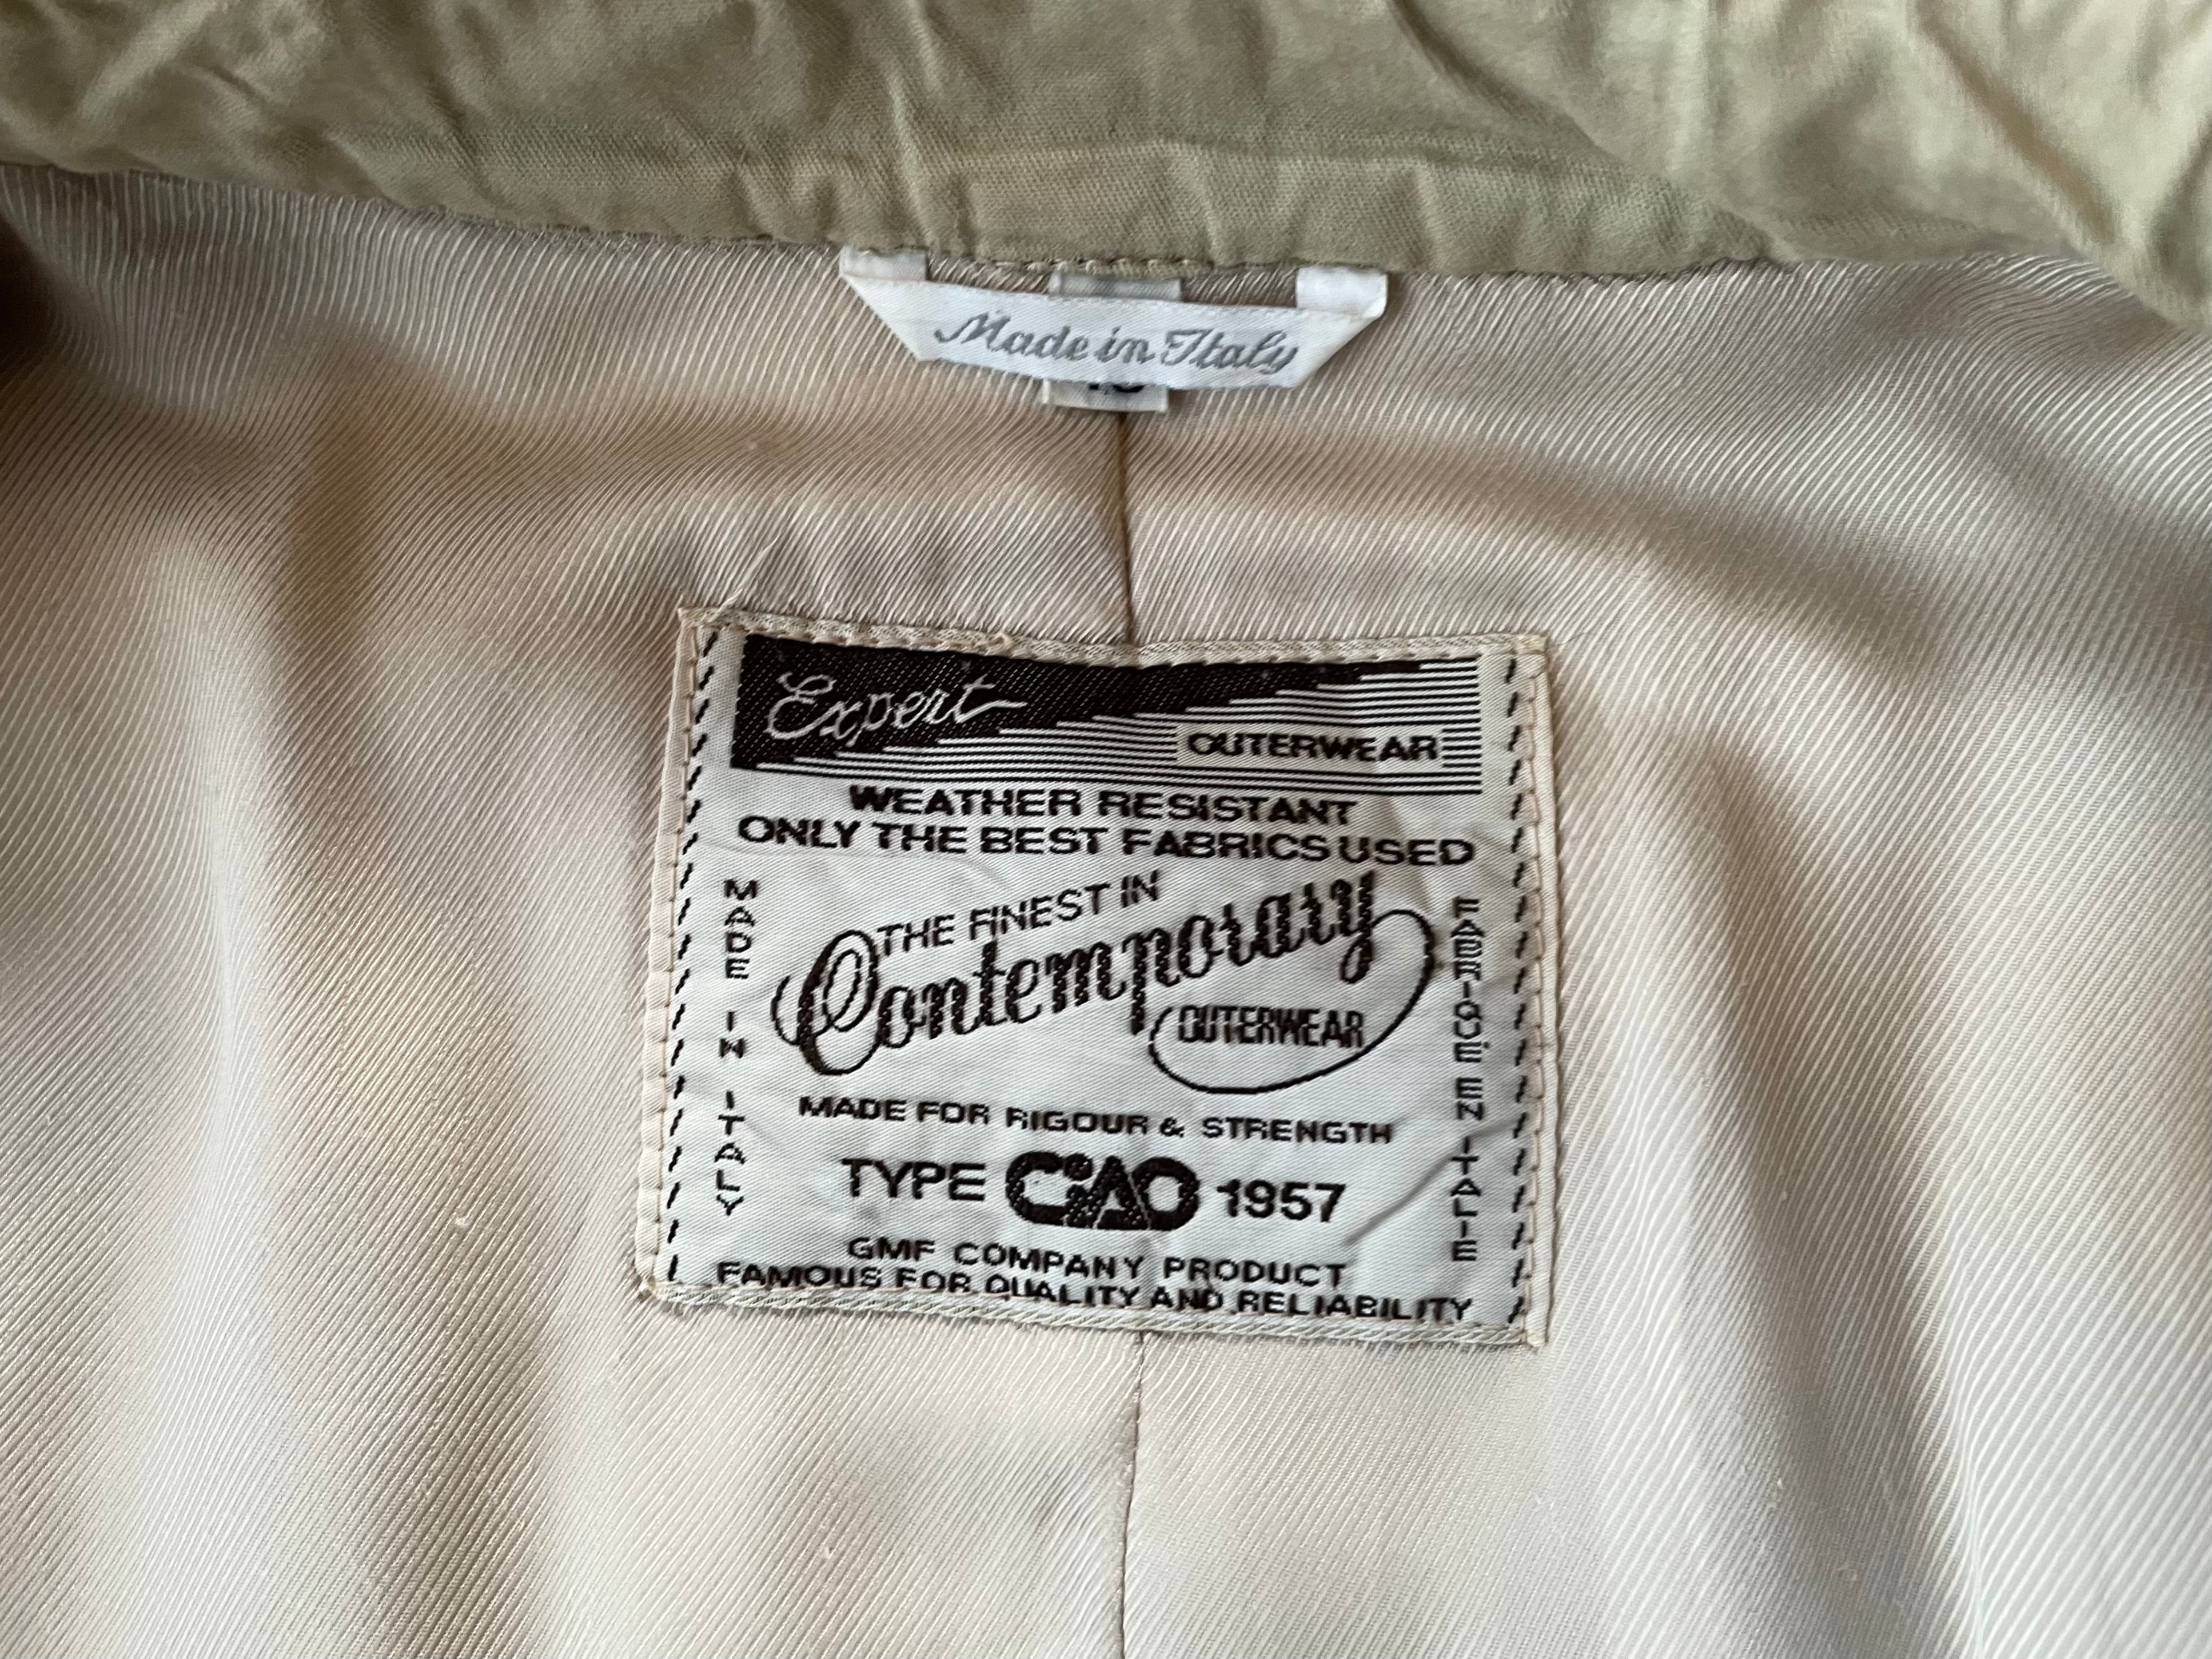 Made in Italy
Expert
OUTERWEAR
WEATHER RESISTANT
ONLY THE BEST FABRICS USED
MADE IN ITALY
THE FINEST IN
Contemporary
OUTERWEAR
FABRIQUÉ EN ITALIE
MADE FOR RIGOUR & STRENGTH
TYPE CIAO 1957
GMF COMPANY PRODUCT
FAMOUS FOR QUALITY AND RELIABILITY